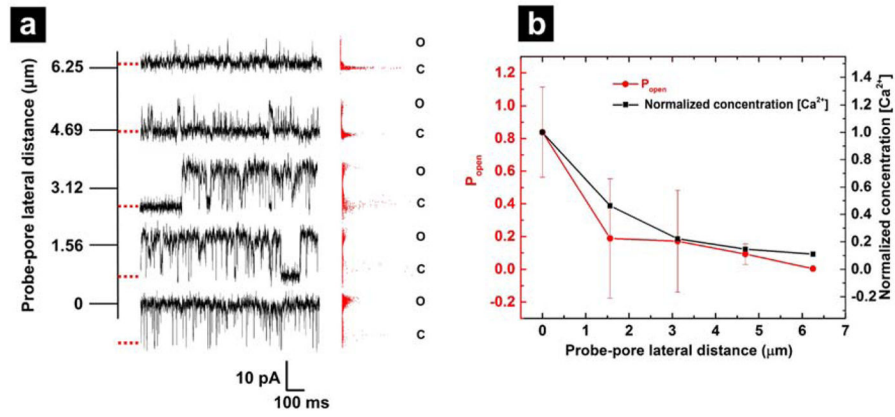 a
Probe-pore lateral distance (μm)
6.25
4.69
3.12
1.56
0
O
C
O
C
O
C
O
C
O
C
10 pA
100 ms
b
P_open
Normalized concentration [Ca²⁺]
P_open
1.2
1.0
0.8
0.6
0.4
0.2
0.0
-0.2
Normalized concentration [Ca²⁺]
1.4
1.2
1.0
0.8
0.6
0.4
0.2
0.0
-0.2
0 1 2 3 4 5 6 7
Probe-pore lateral distance (μm)